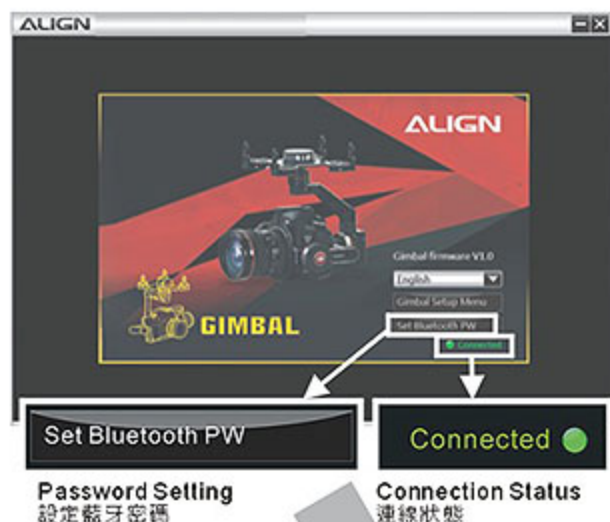 ALIGN
ALIGN
Gimbal firmware V1.0
English
Gimbal Setup Menu
Set Bluetooth PW
Connected
GIMBAL
Set Bluetooth PW
Connected
Password Setting
設定藍牙密碼
Connection Status
連線狀態